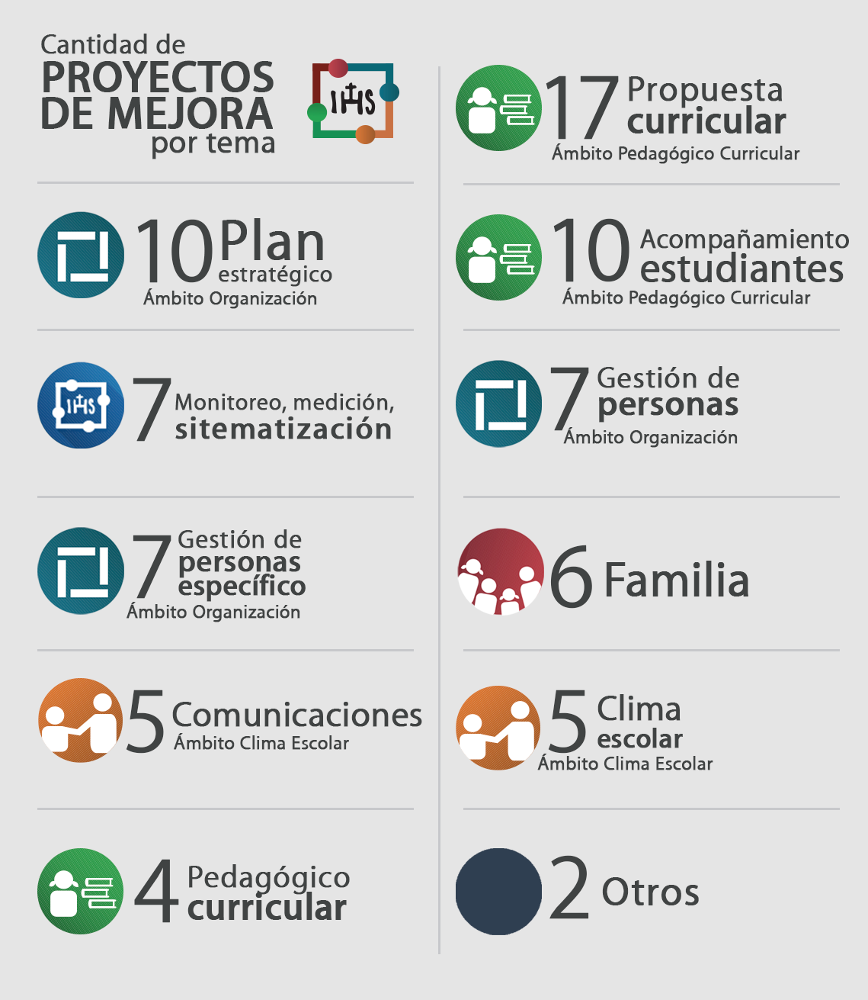 Cantidad de
PROYECTOS
DE MEJORA
por tema
IHS
17 Propuesta
curricular
Ámbito Pedagógico Curricular
10 Plan
estratégico
Ámbito Organización
10 Acompañamiento
estudiantes
Ámbito Pedagógico Curricular
IHS
7 Monitoreo, medición,
sitematización
7 Gestión de
personas
Ámbito Organización
7 Gestión de
personas
específico
Ámbito Organización
6 Familia
5 Comunicaciones
Ámbito Clima Escolar
5 Clima
escolar
Ámbito Clima Escolar
4 Pedagógico
curricular
2 Otros